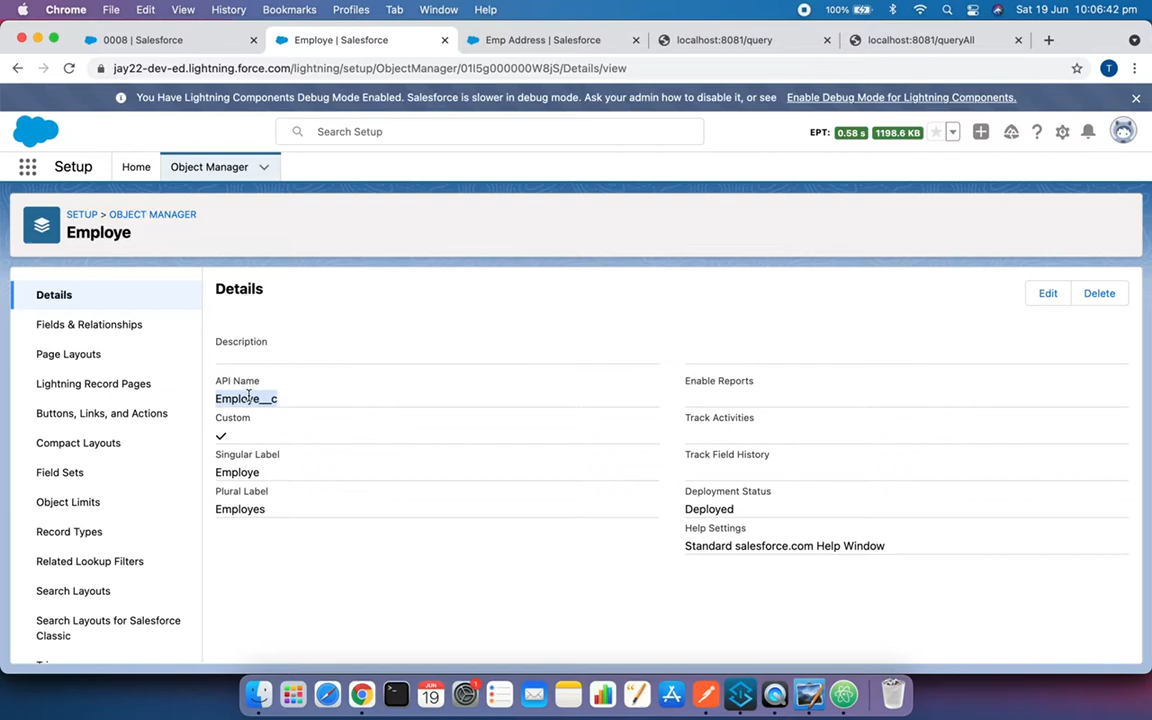 Chrome File Edit View History Bookmarks Profiles Tab Window Help 100% Sat 19 Jun 10:06:42 pm
0008 | Salesforce Employe | Salesforce Emp Address | Salesforce localhost:8081/query localhost:8081/queryAll
jay22-dev-ed.lightning.force.com/lightning/setup/ObjectManager/01I5g000000W8jS/Details/view T
You Have Lightning Components Debug Mode Enabled. Salesforce is slower in debug mode. Ask your admin how to disable it, or see Enable Debug Mode for Lightning Components.
Search Setup EPT: 0.58 s 1198.6 KB
Setup Home Object Manager
SETUP > OBJECT MANAGER
Employe
Details
Fields & Relationships
Page Layouts
Lightning Record Pages
Buttons, Links, and Actions
Compact Layouts
Field Sets
Object Limits
Record Types
Related Lookup Filters
Search Layouts
Search Layouts for Salesforce
Classic
Details
Edit Delete
Description
API Name
Employe__c
Custom
Singular Label
Employe
Plural Label
Employes
Enable Reports
Track Activities
Track Field History
Deployment Status
Deployed
Help Settings
Standard salesforce.com Help Window
JUN
19
1